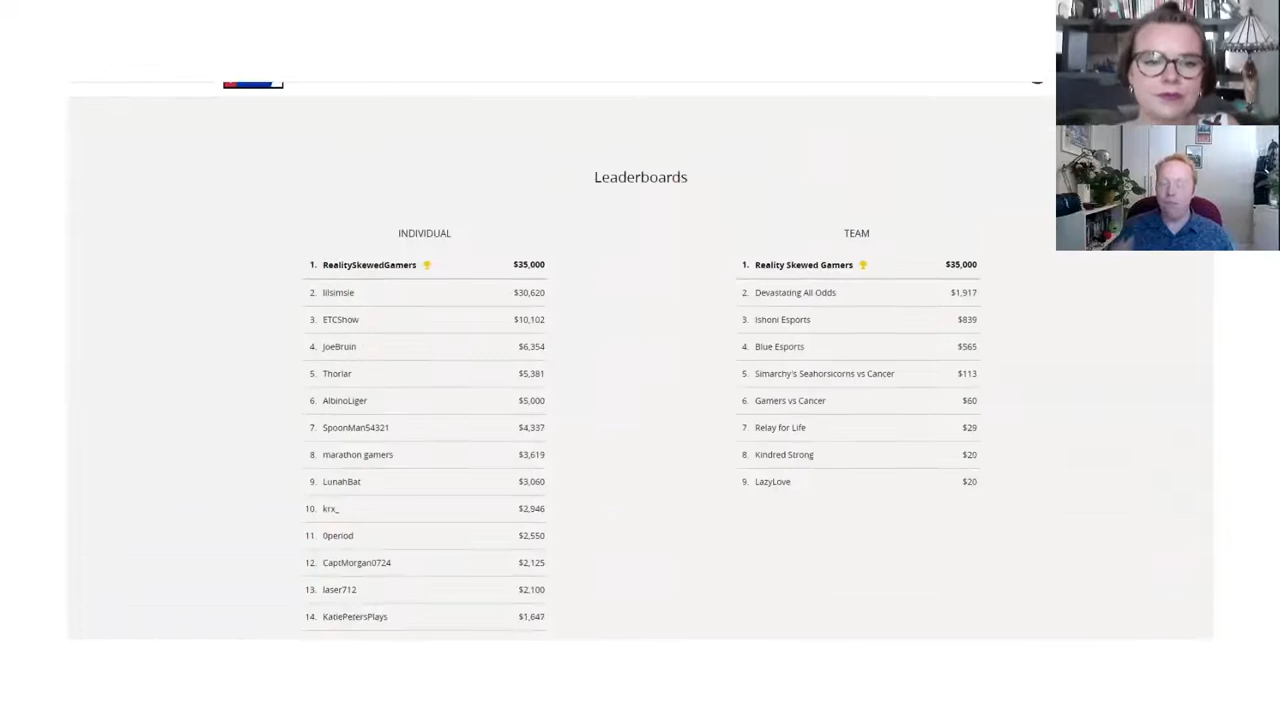 Leaderboards
INDIVIDUAL
1. RealitySkewedGamers $35,000
2. lilsimsie $30,620
3. ETCShow $10,102
4. JoeBruin $6,354
5. Thorlar $5,381
6. AlbinoLiger $5,000
7. SpoonMan54321 $4,337
8. marathon gamers $3,619
9. LunahBat $3,060
10. krx_ $2,946
11. 0period $2,550
12. CaptMorgan0724 $2,125
13. laser712 $2,100
14. KatiePetersPlays $1,647
TEAM
1. Reality Skewed Gamers $35,000
2. Devastating All Odds $1,917
3. Ishoni Esports $839
4. Blue Esports $565
5. Simarchy's Seahorsicorns vs Cancer $113
6. Gamers vs Cancer $60
7. Relay for Life $29
8. Kindred Strong $20
9. LazyLove $20